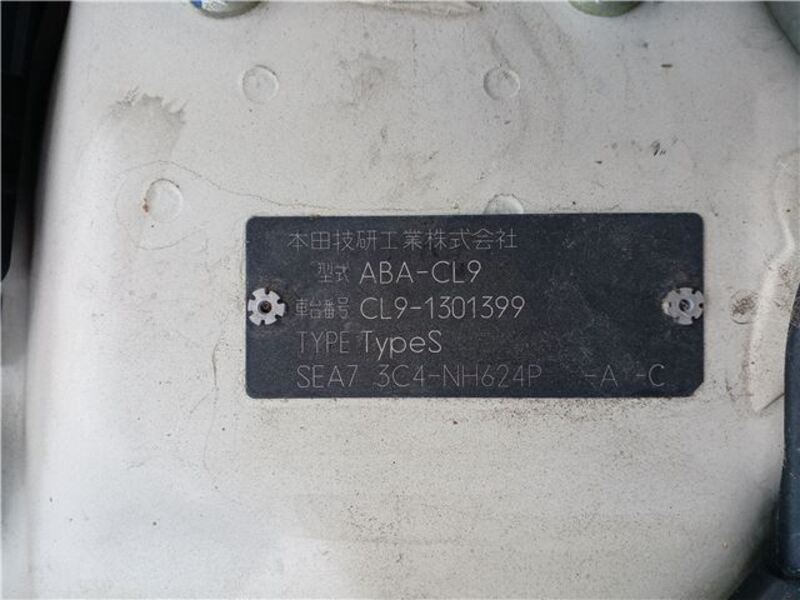 本田技研工業株式会社
型式 ABA-CL9
車台番号 CL9-1301399
TYPE TypeS
SEA7 3C4-NH624P -A -C